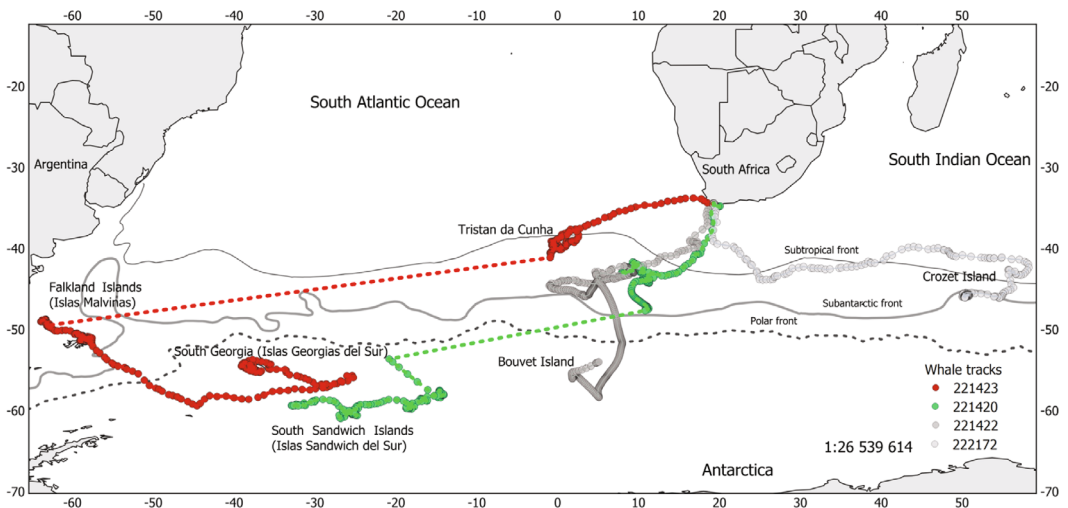 -60 -50 -40 -30 -20 -10 0 10 20 30 40 50
-20 -20
South Atlantic Ocean
Argentina
South Africa
South Indian Ocean
-30 -30
Tristan da Cunha
-40 -40
Subtropical front
Falkland Islands
(Islas Malvinas)
Crozet Island
Subantarctic front
Polar front
-50 -50
South Georgia (Islas Georgias del Sur)
Bouvet Island
Whale tracks
221423
221420
221422
222172
-60 -60
South Sandwich Islands
(Islas Sandwich del Sur)
1:26 539 614
Antarctica
-70 -70
-60 -50 -40 -30 -20 -10 0 10 20 30 40 50